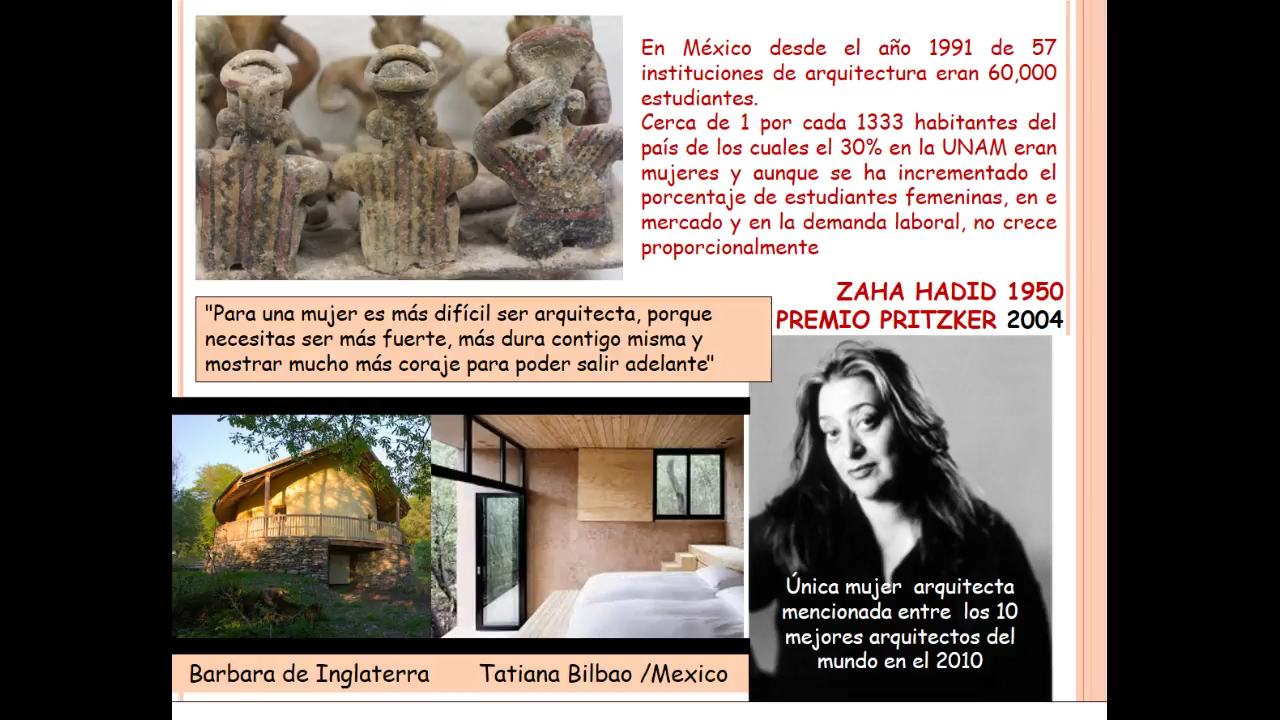 En México desde el año 1991 de 57
instituciones de arquitectura eran 60,000
estudiantes.
Cerca de 1 por cada 1333 habitantes del
país de los cuales el 30% en la UNAM eran
mujeres y aunque se ha incrementado el
porcentaje de estudiantes femeninas, en e
mercado y en la demanda laboral, no crece
proporcionalmente
ZAHA HADID 1950
PREMIO PRITZKER 2004
"Para una mujer es más difícil ser arquitecta, porque
necesitas ser más fuerte, más dura contigo misma y
mostrar mucho más coraje para poder salir adelante"
Única mujer arquitecta
mencionada entre los 10
mejores arquitectos del
mundo en el 2010
Barbara de Inglaterra
Tatiana Bilbao /Mexico